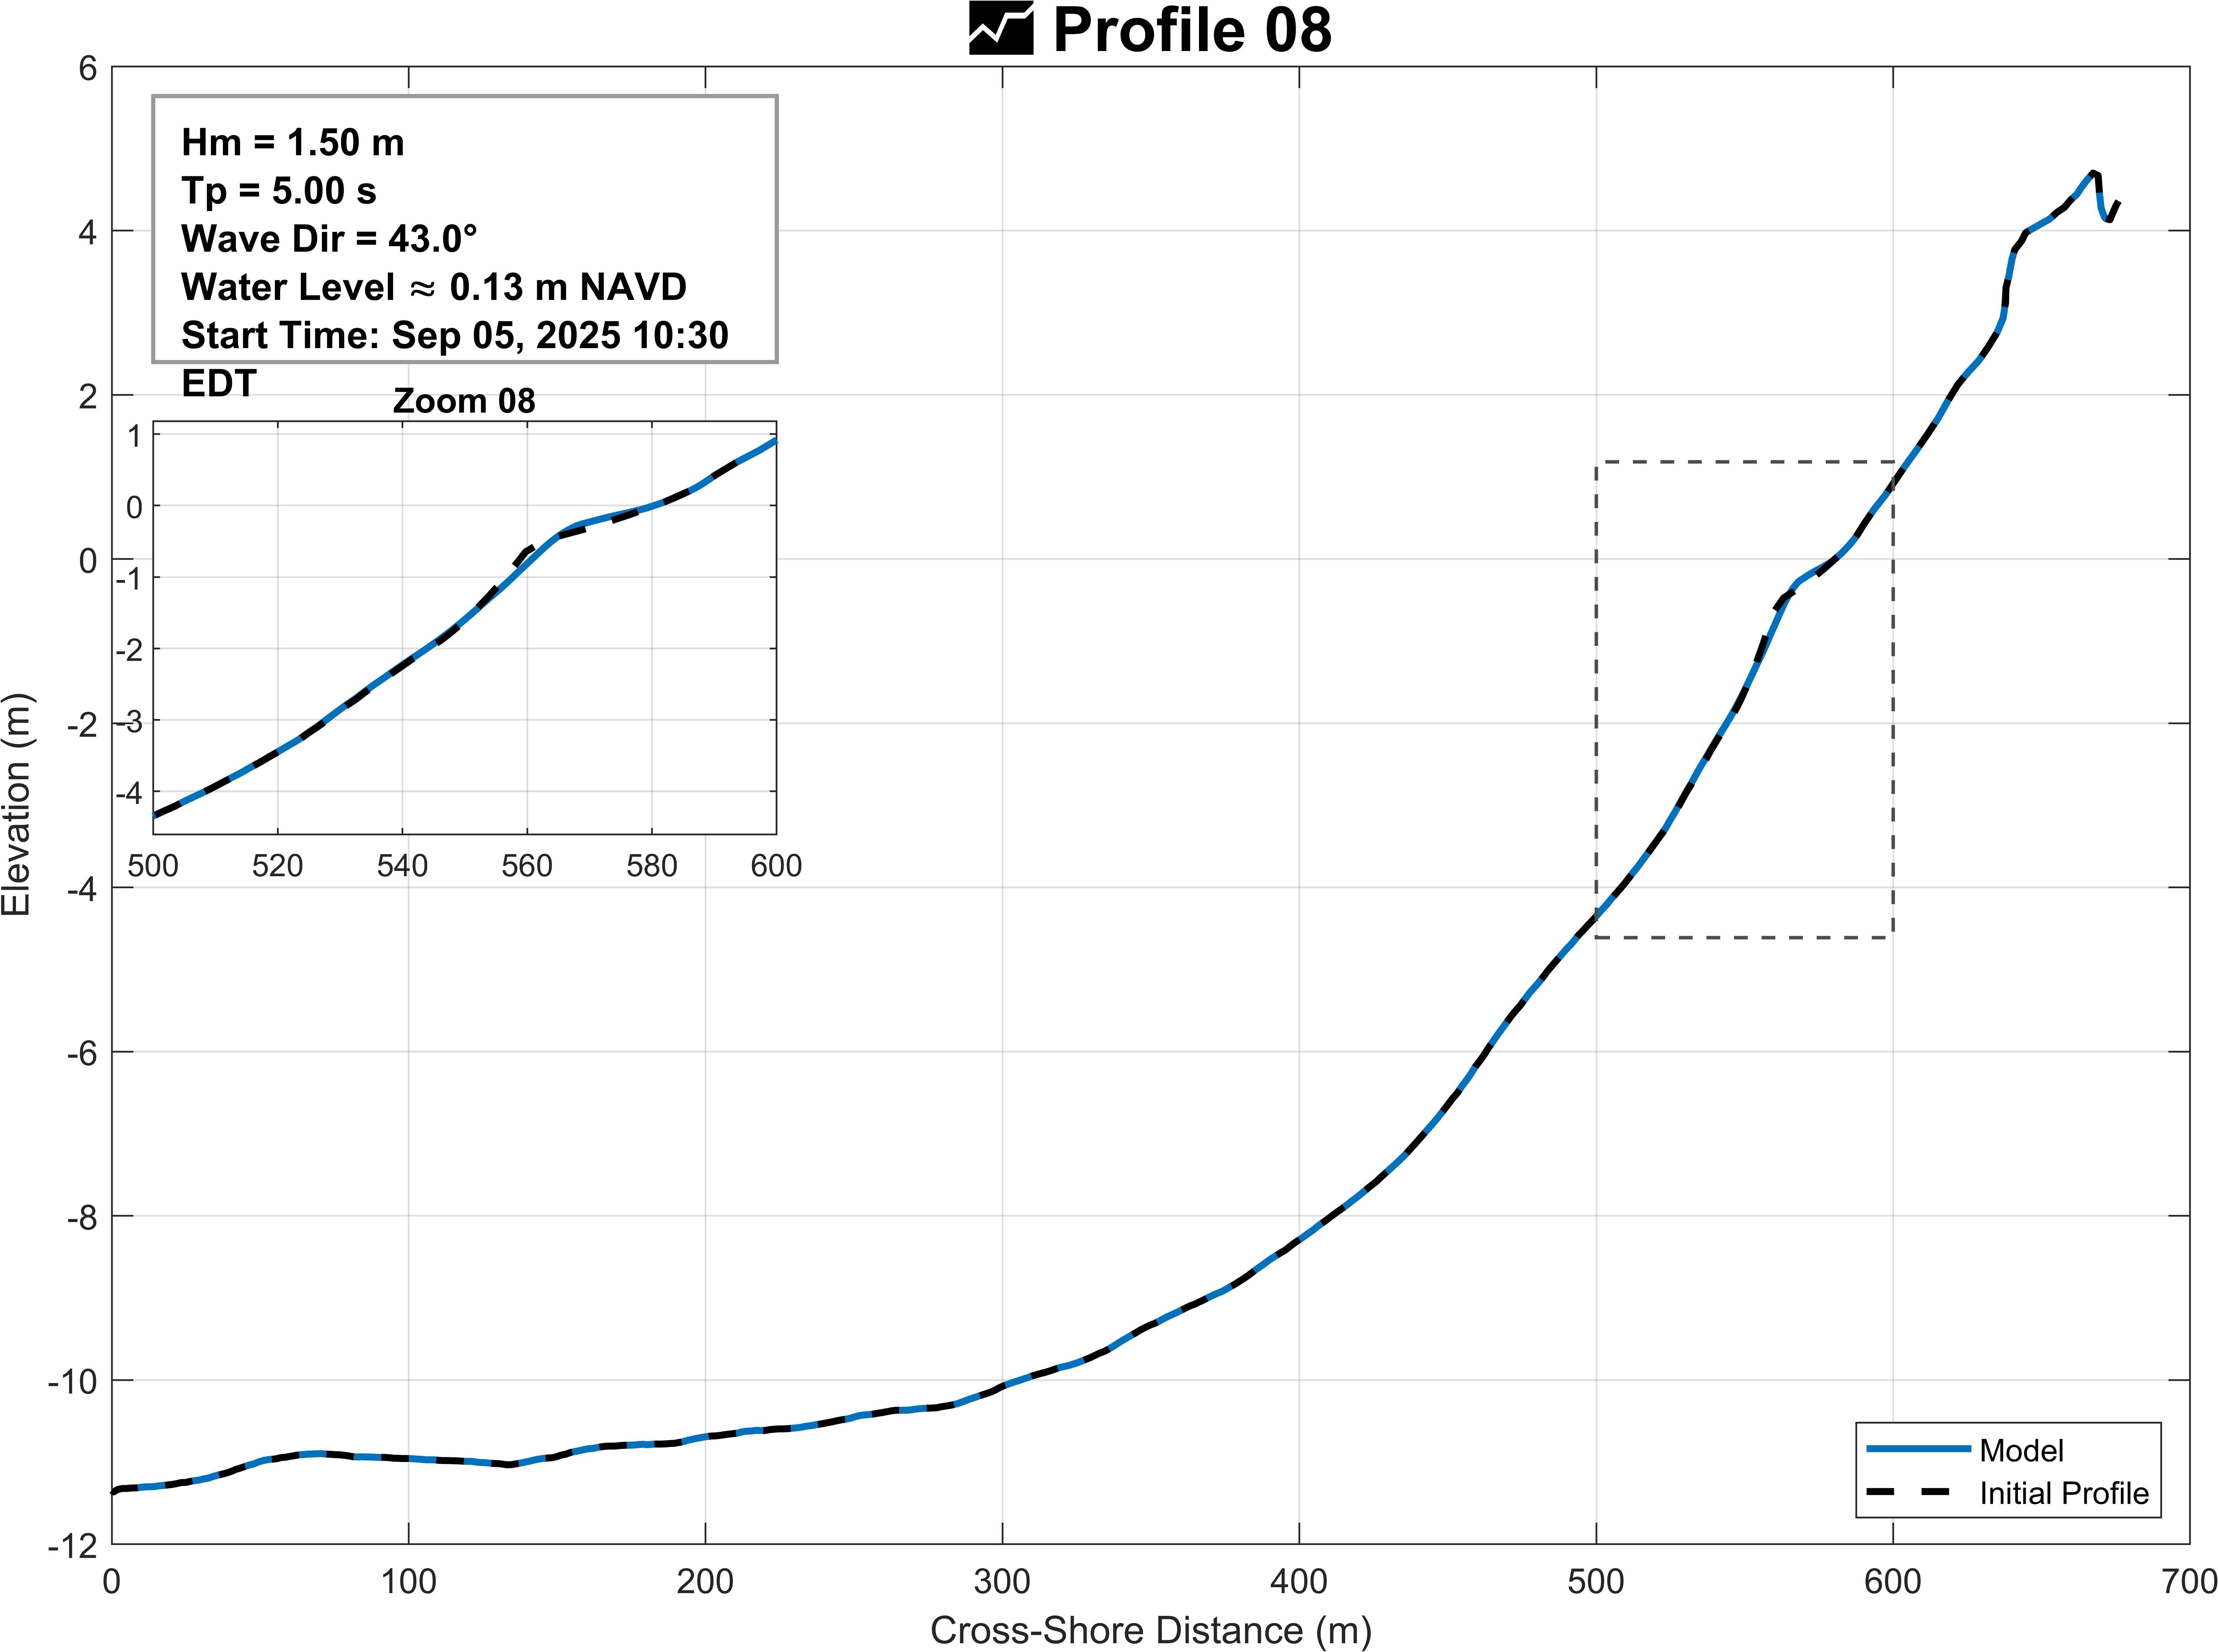 Profile 08
6
4
2
0
-2
-4
-6
-8
-10
-12
Elevation (m)
Hm = 1.50 m
Tp = 5.00 s
Wave Dir = 43.0°
Water Level ≈ 0.13 m NAVD
Start Time: Sep 05, 2025 10:30
EDT
Zoom 08
1
0
-1
-2
-3
-4
500 520 540 560 580 600
Model
Initial Profile
0 100 200 300 400 500 600 700
Cross-Shore Distance (m)